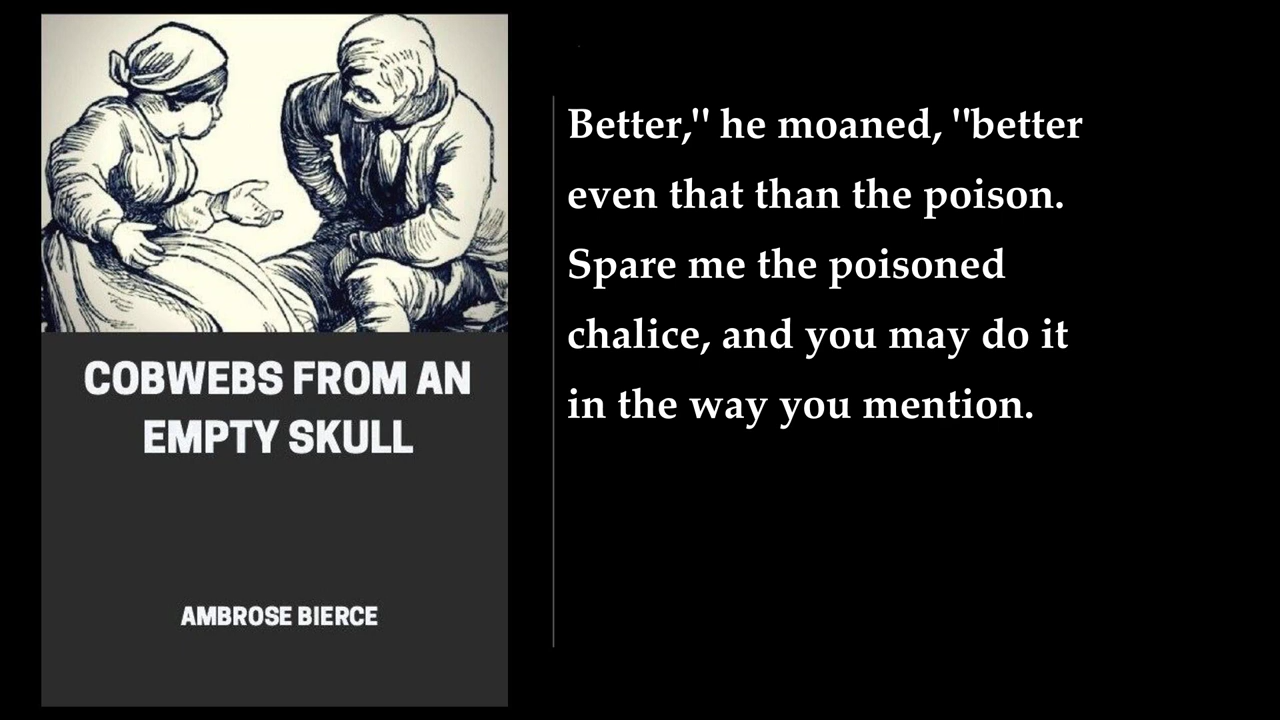 COBWEBS FROM AN
EMPTY SKULL
AMBROSE BIERCE
Better," he moaned, "better
even that than the poison.
Spare me the poisoned
chalice, and you may do it
in the way you mention.